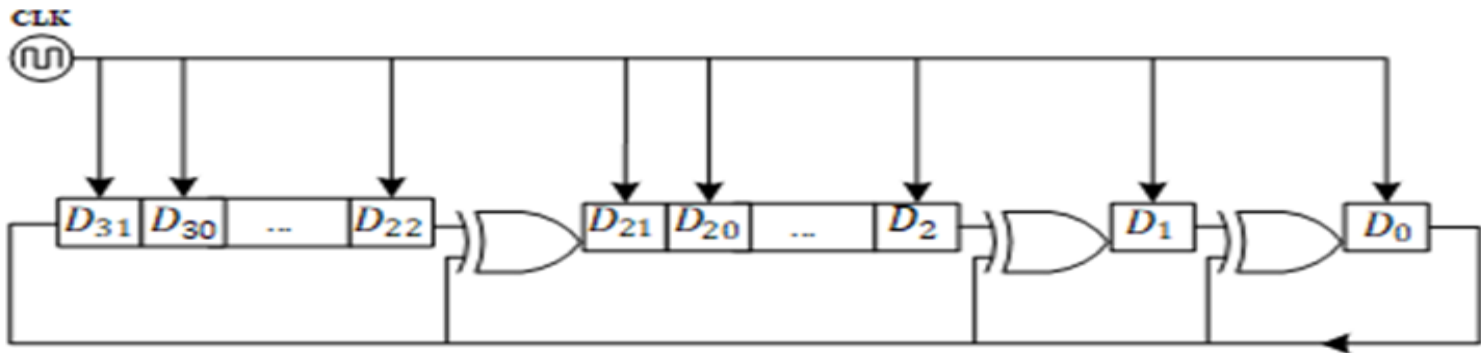 CLK
D₃₁ D₃₀ ... D₂₂ D₂₁ D₂₀ ... D₂ D₁ D₀